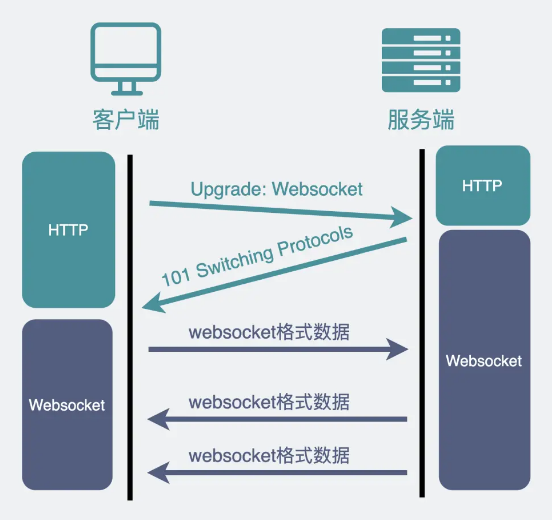 客户端
服务端
HTTP
HTTP
Upgrade: Websocket
101 Switching Protocols
websocket格式数据
Websocket
Websocket
websocket格式数据
websocket格式数据